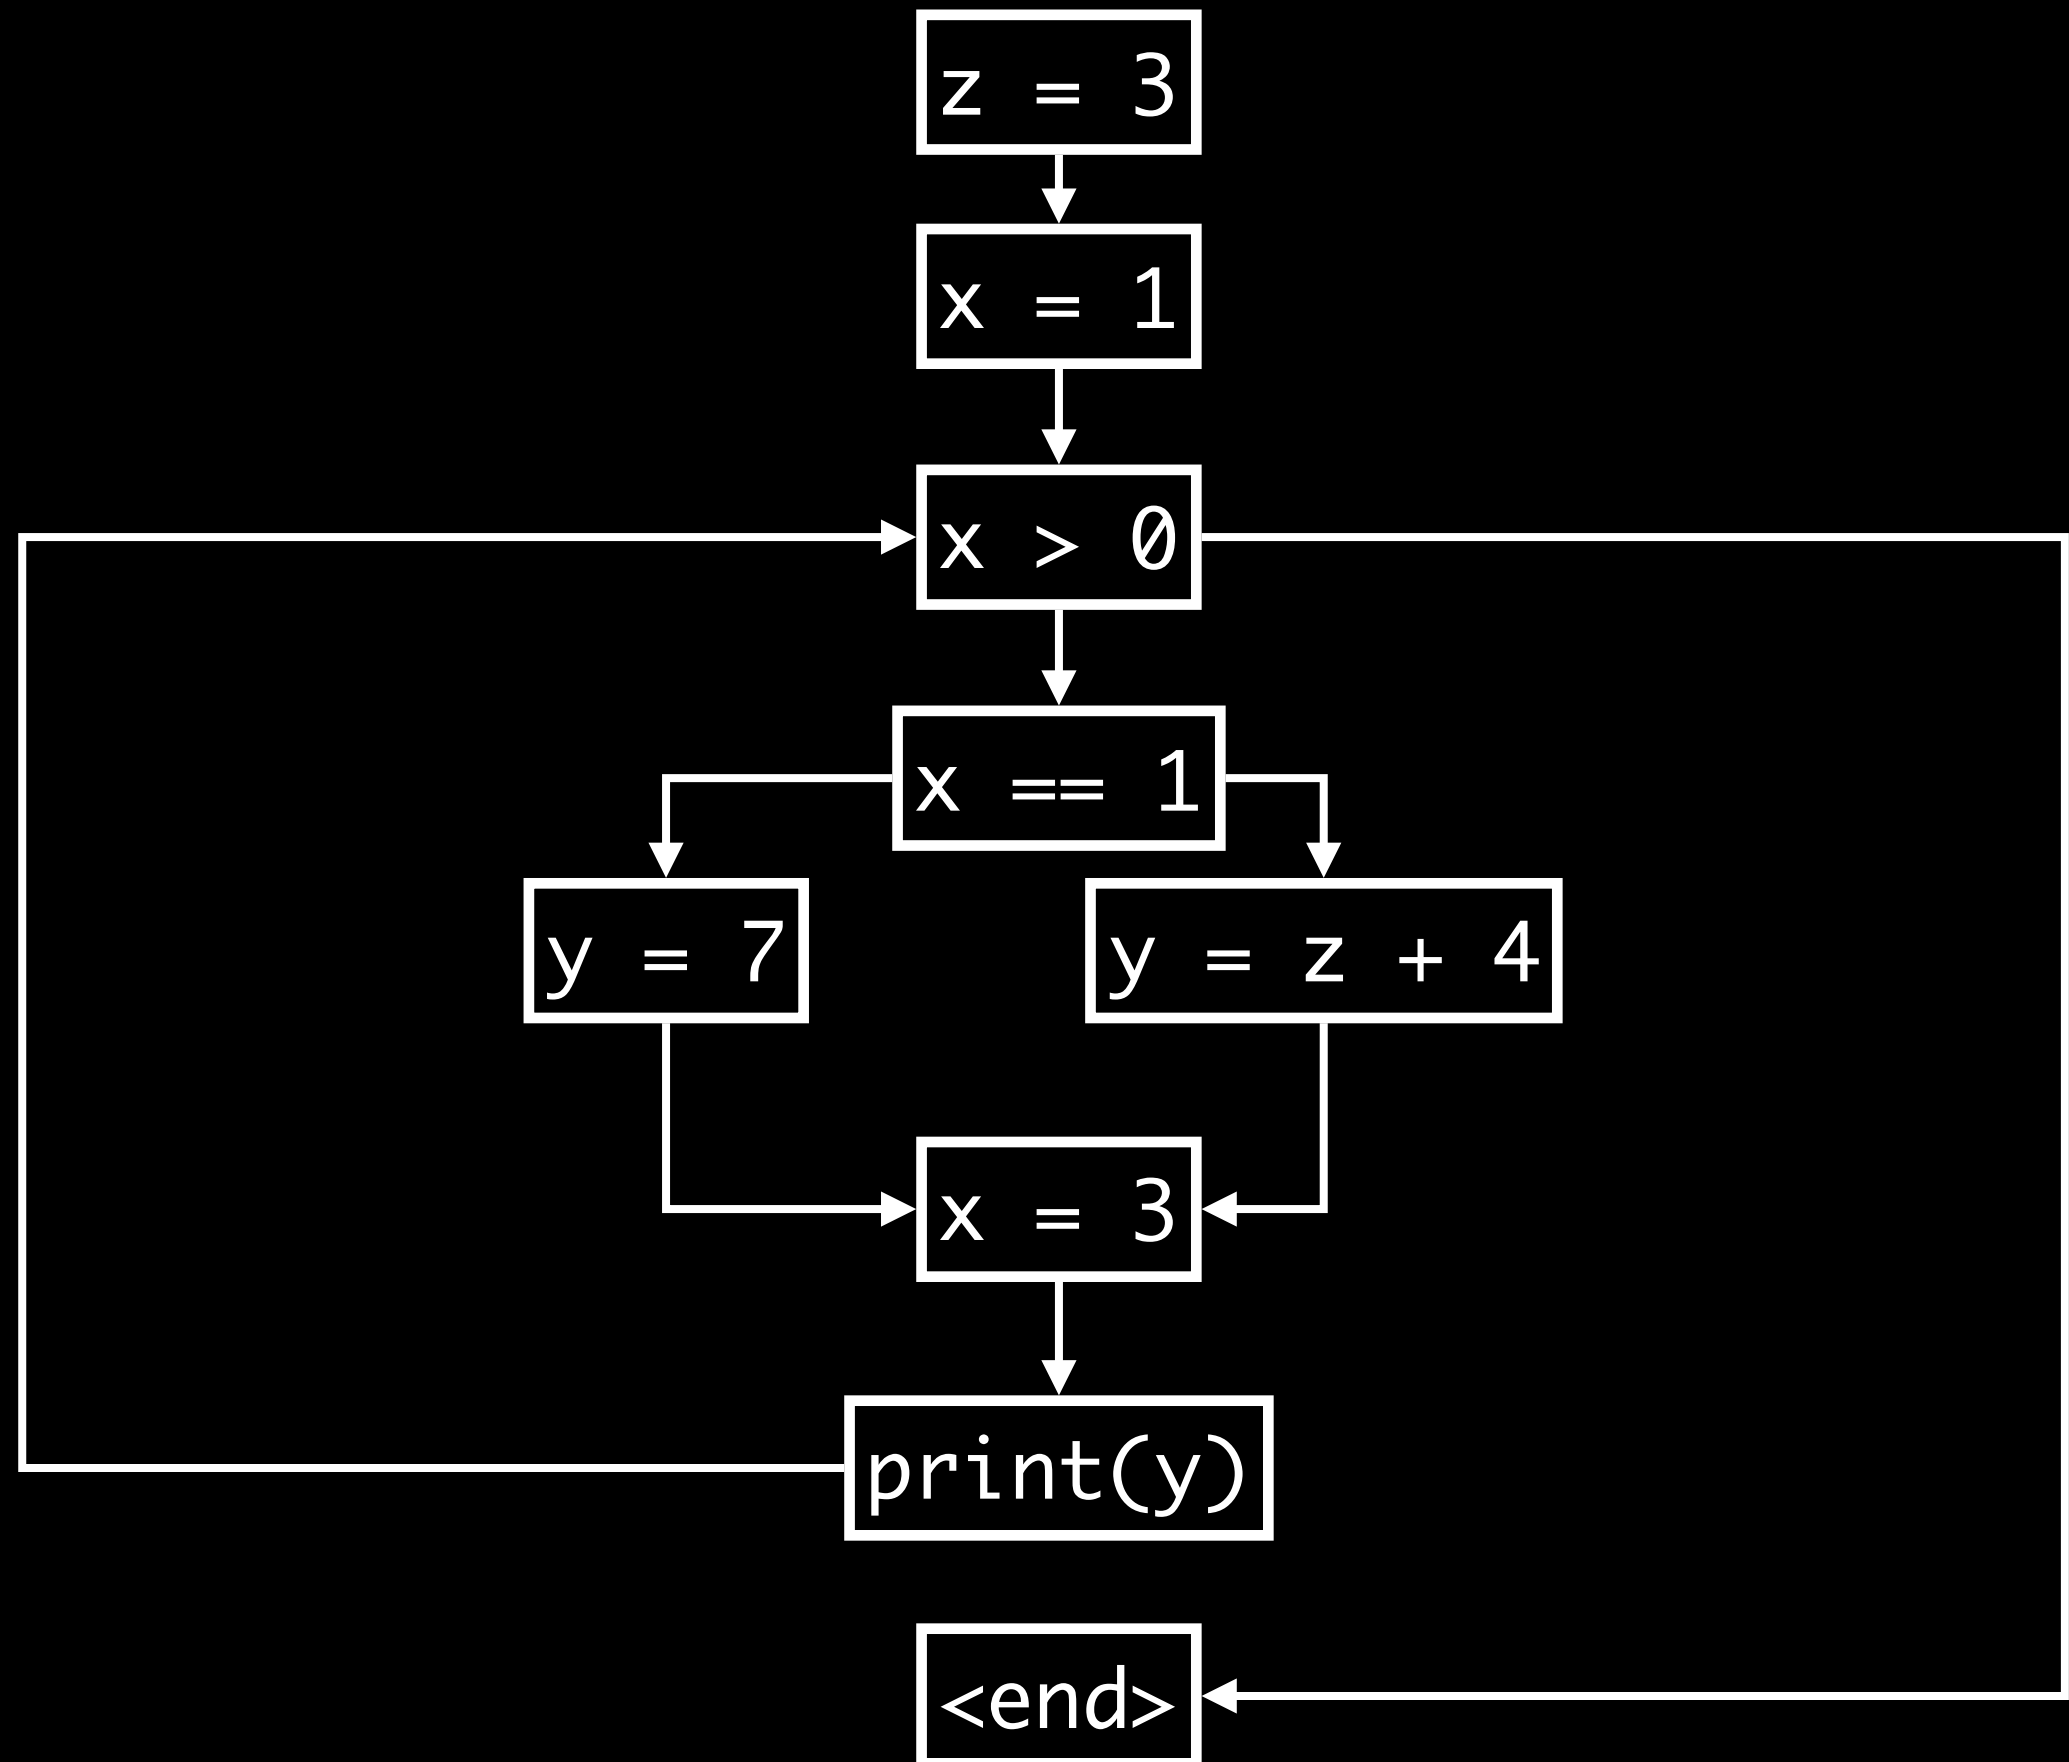 z = 3
x = 1
x > 0
x == 1
y = 7
y = z + 4
x = 3
print(y)
<end>